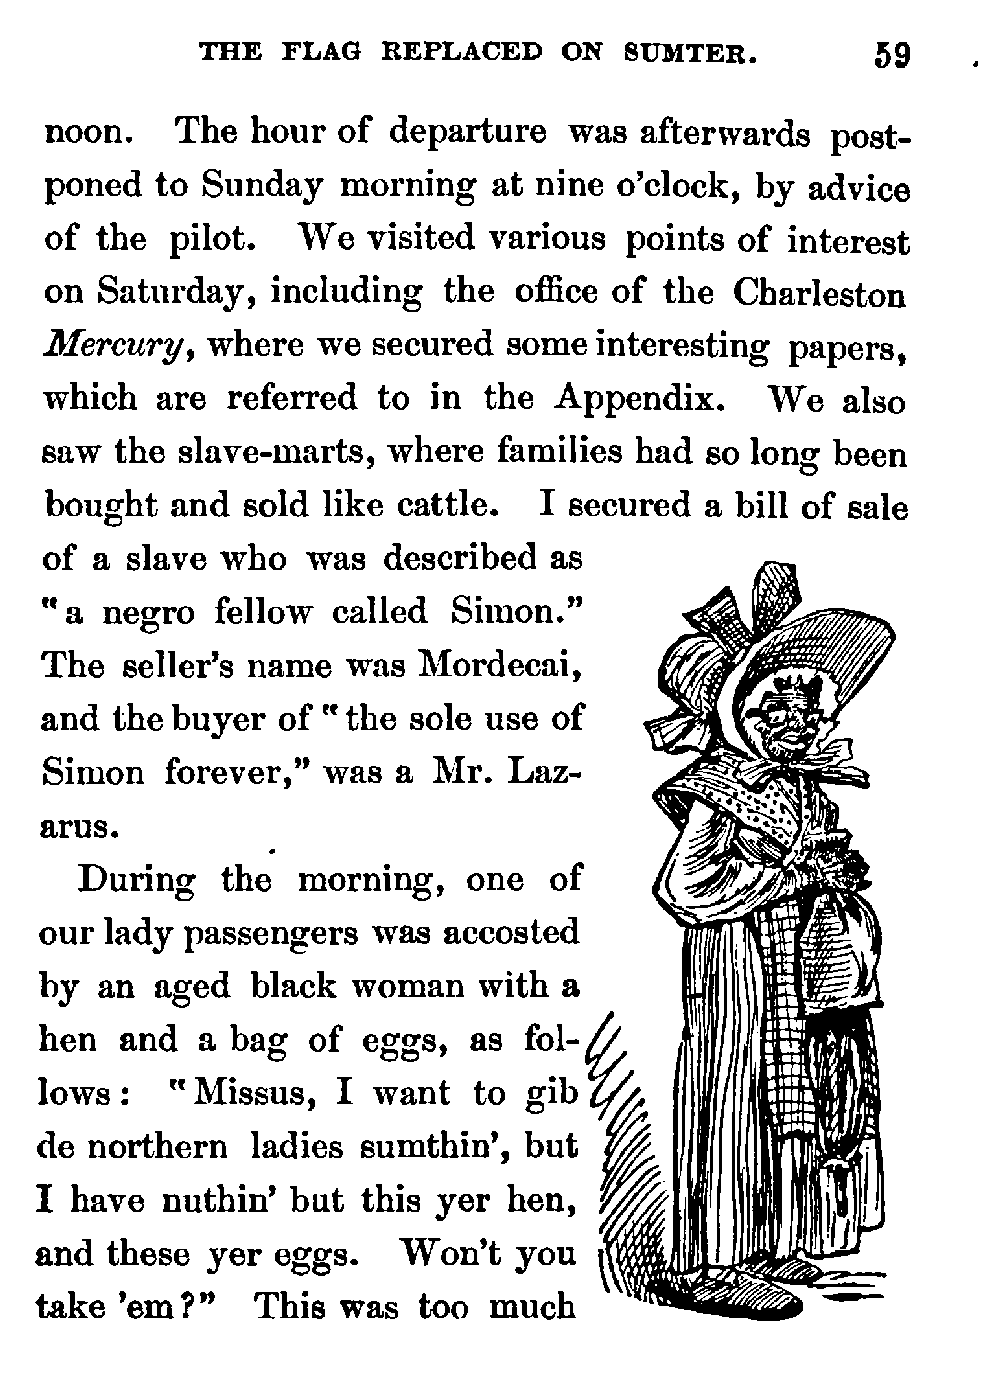 THE FLAG REPLACED ON SUMTER. 59
noon. The hour of departure was afterwards post-
poned to Sunday morning at nine o'clock, by advice
of the pilot. We visited various points of interest
on Saturday, including the office of the Charleston
Mercury, where we secured some interesting papers,
which are referred to in the Appendix. We also
saw the slave-marts, where families had so long been
bought and sold like cattle. I secured a bill of sale
of a slave who was described as
"a negro fellow called Simon."
The seller's name was Mordecai,
and the buyer of "the sole use of
Simon forever," was a Mr. Laz-
arus.
During the morning, one of
our lady passengers was accosted
by an aged black woman with a
hen and a bag of eggs, as fol-
lows: "Missus, I want to gib
de northern ladies sumthin', but
I have nuthin' but this yer hen,
and these yer eggs. Won't you
take 'em?" This was too much